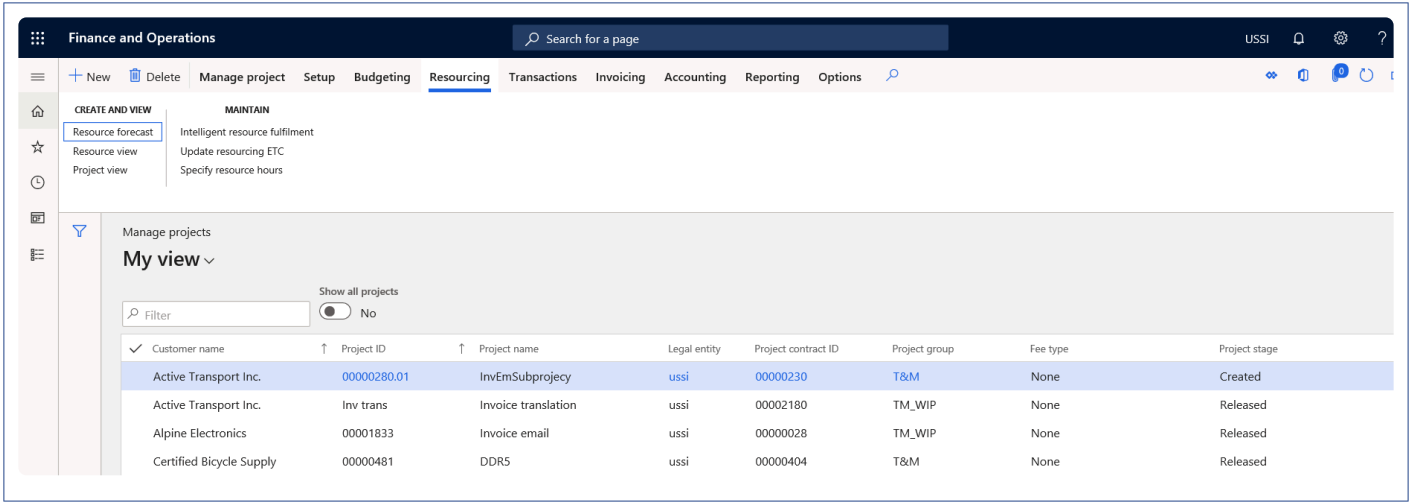 Finance and Operations Search for a page USSI ?
New Delete Manage project Setup Budgeting Resourcing Transactions Invoicing Accounting Reporting Options 0
CREATE AND VIEW MAINTAIN
Resource forecast Intelligent resource fulfilment
Resource view Update resourcing ETC
Project view Specify resource hours
Manage projects
My view
Show all projects
Filter No
Customer name ↑ Project ID ↑ Project name Legal entity Project contract ID Project group Fee type Project stage
Active Transport Inc. 00000280.01 InvEmSubprojecy ussi 00000230 T&M None Created
Active Transport Inc. Inv trans Invoice translation ussi 00002180 TM_WIP None Released
Alpine Electronics 00001833 Invoice email ussi 00000028 TM_WIP None Released
Certified Bicycle Supply 00000481 DDR5 ussi 00000404 T&M None Released